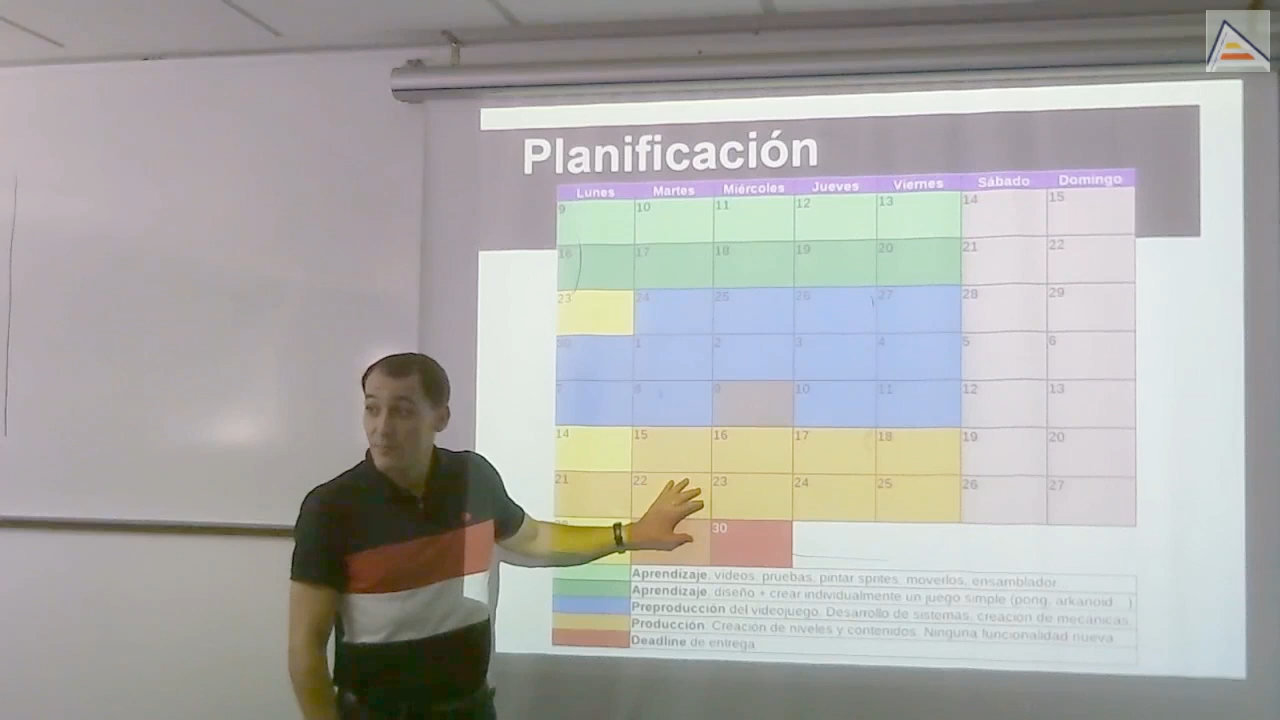 Planificación
Lunes Martes Miércoles Jueves Viernes Sábado Domingo
9 10 11 12 13 14 15
16 17 18 19 20 21 22
23 24 25 26 27 28 29
30 1 2 3 4 5 6
7 8 9 10 11 12 13
14 15 16 17 18 19 20
21 22 23 24 25 26 27
30
Aprendizaje, vídeos, pruebas, pintar sprites, moverlos, ensamblador.
Aprendizaje, diseño + crear individualmente un juego simple (pong, arkanoid...)
Preproducción del videojuego. Desarrollo de sistemas, creación de mecánicas.
Producción. Creación de niveles y contenidos. Ninguna funcionalidad nueva.
Deadline de entrega